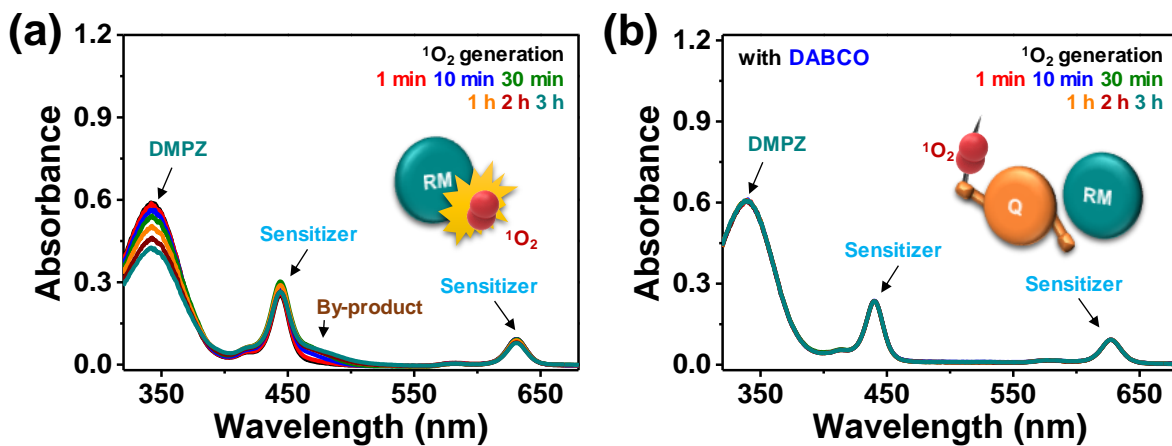 (a)
1.2
0.9
0.6
0.3
0.0
Absorbance
350
450
550
650
Wavelength (nm)
¹O₂ generation
1 min 10 min 30 min
1 h 2 h 3 h
DMPZ
RM
¹O₂
Sensitizer
By-product
Sensitizer
(b)
1.2
0.9
0.6
0.3
0.0
Absorbance
350
450
550
650
Wavelength (nm)
with DABCO
¹O₂ generation
1 min 10 min 30 min
1 h 2 h 3 h
DMPZ
¹O₂
Q
RM
Sensitizer
Sensitizer